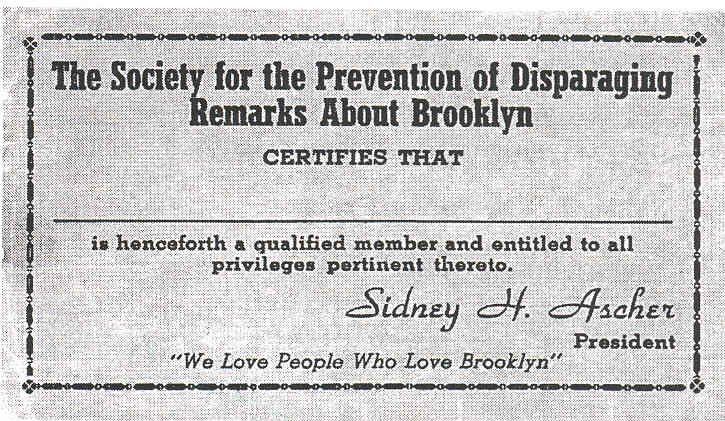 The Society for the Prevention of Disparaging
Remarks About Brooklyn
CERTIFIES THAT
is henceforth a qualified member and entitled to all
privileges pertinent thereto.
Sidney H. Ascher
President
"We Love People Who Love Brooklyn"